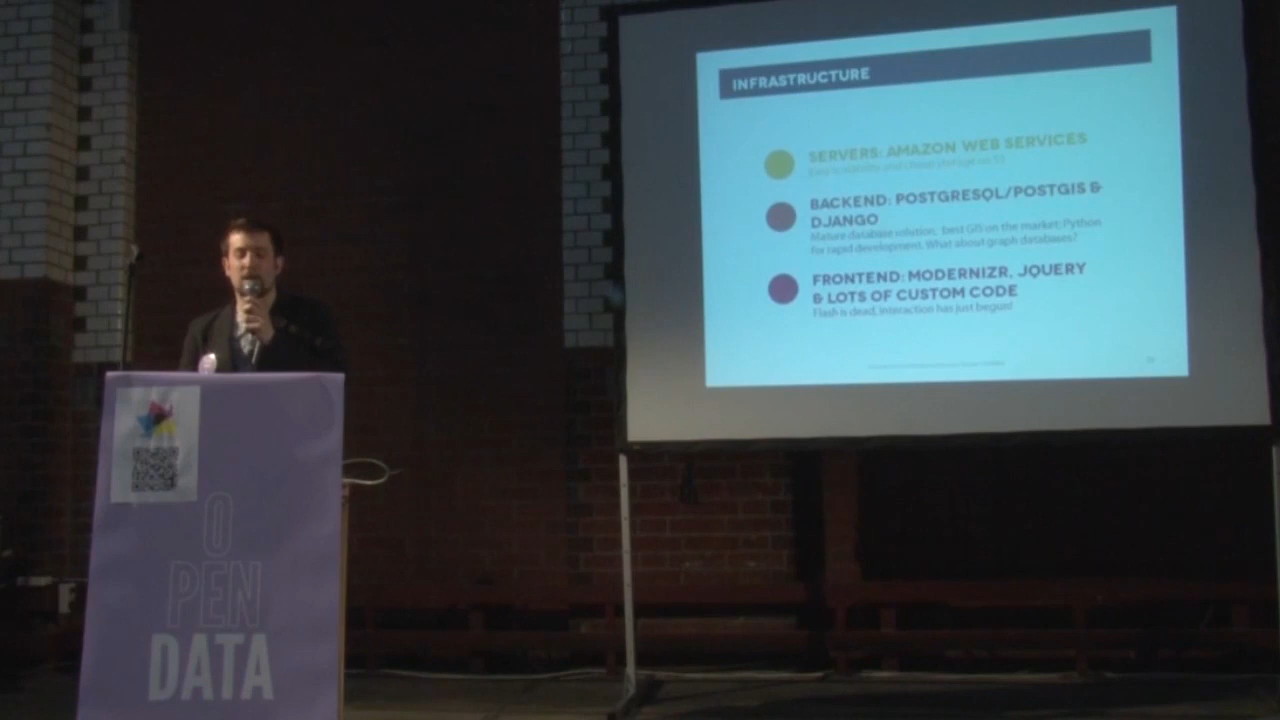 INFRASTRUCTURE
SERVERS: AMAZON WEB SERVICES
BACKEND: POSTGRESQL/POSTGIS &
DJANGO
Mature database solution, best GIS on the market; Python
for rapid development. What about graph databases?
FRONTEND: MODERNIZR, JQUERY
& LOTS OF CUSTOM CODE
Flash is dead, interaction has just begun!
O
PEN
DATA